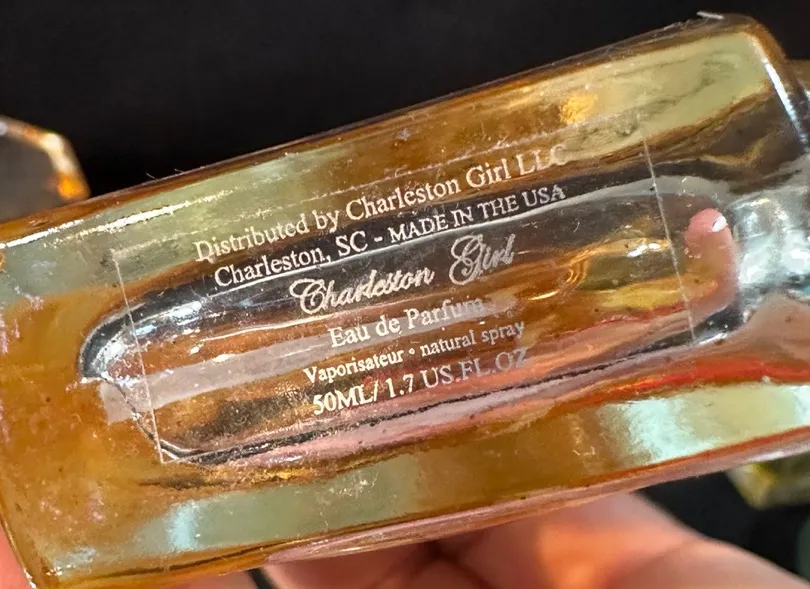 Distributed by Charleston Girl LLC
Charleston, SC - MADE IN THE USA
Charleston Girl
Eau de Parfum
Vaporisateur • natural spray
50ML/ 1.7 US.FL.OZ